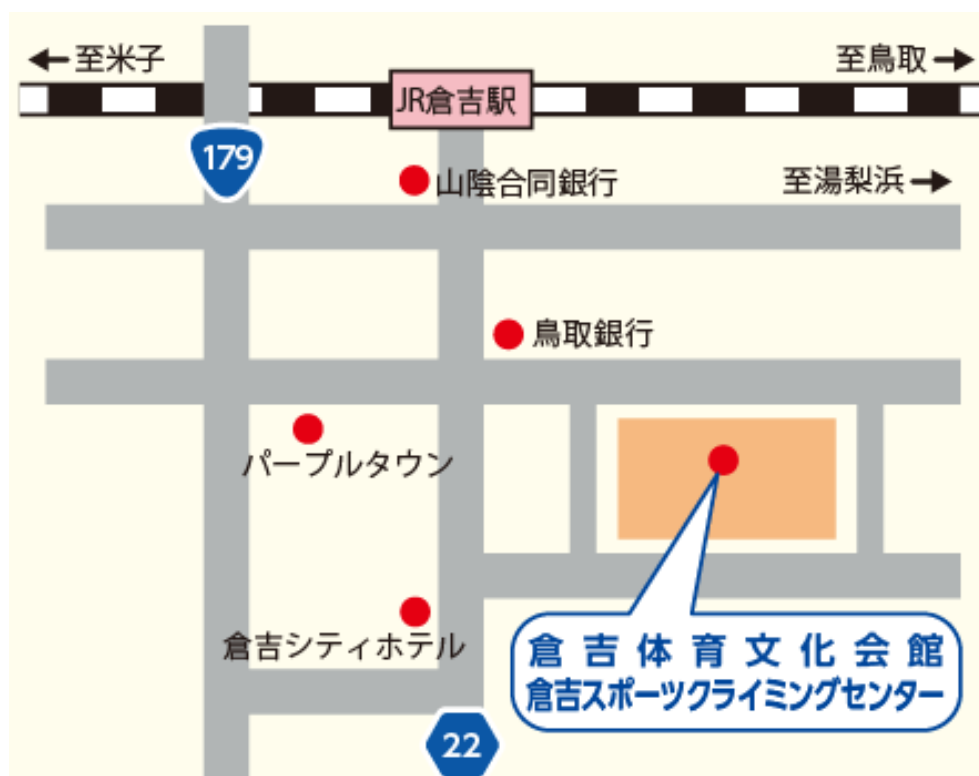 至米子
至鳥取
JR倉吉駅
179
山陰合同銀行
至湯梨浜
鳥取銀行
パープルタウン
倉吉シティホテル
倉吉体育文化会館
倉吉スポーツクライミングセンター
22